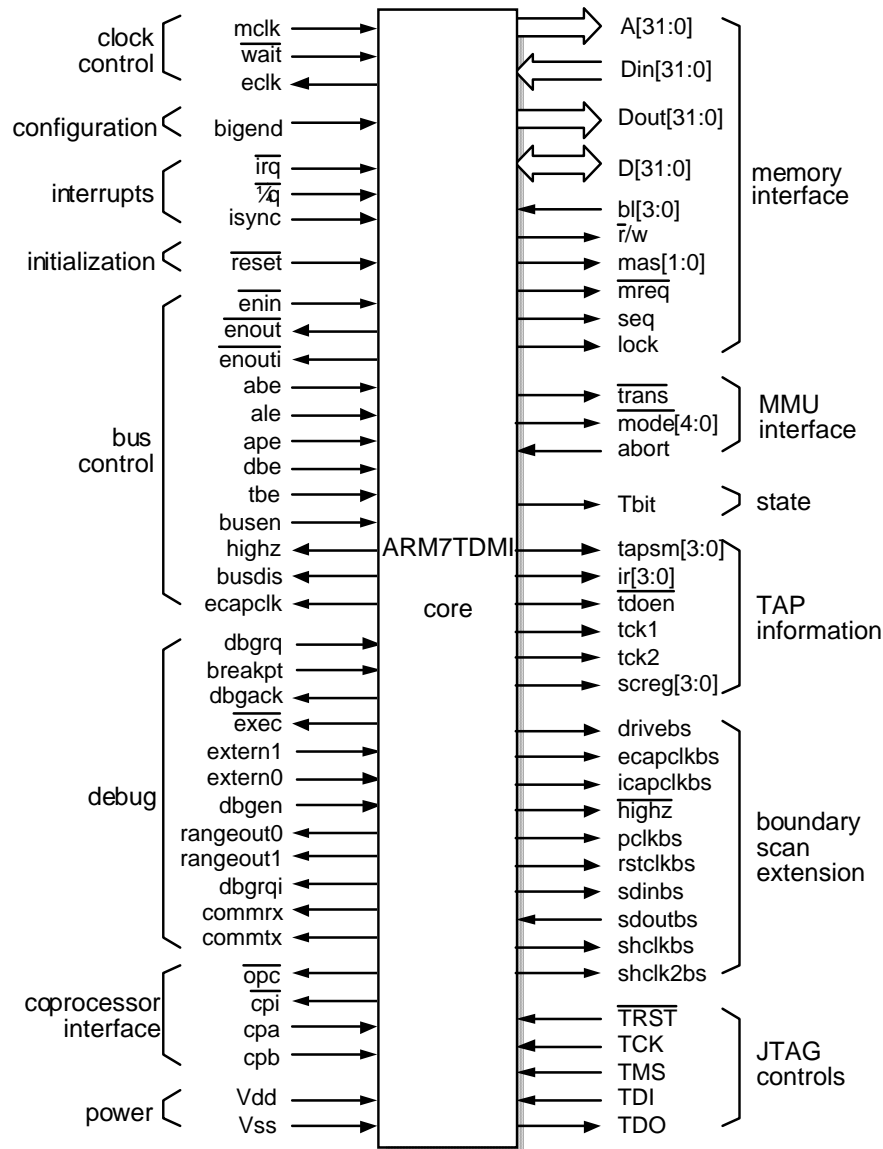 clock
control
mclk
wait
eclk
configuration
bigend
interrupts
irq
¼q
isync
initialization
reset
bus
control
enin
enout
enouti
abe
ale
ape
dbe
tbe
busen
highz
busdis
ecapclk
debug
dbgrq
breakpt
dbgack
exec
extern1
extern0
dbgen
rangeout0
rangeout1
dbgrqi
commrx
commtx
coprocessor
interface
opc
cpi
cpa
cpb
power
Vdd
Vss
ARM7TDMI
core
A[31:0]
Din[31:0]
Dout[31:0]
D[31:0]
bl[3:0]
r/w
mas[1:0]
mreq
seq
lock
memory
interface
trans
mode[4:0]
abort
MMU
interface
Tbit
state
tapsm[3:0]
ir[3:0]
tdoen
tck1
tck2
screg[3:0]
TAP
information
drivebs
ecapclkbs
icapclkbs
highz
pclkbs
rstclkbs
sdinbs
sdoutbs
shclkbs
shclk2bs
boundary
scan
extension
TRST
TCK
TMS
TDI
TDO
JTAG
controls